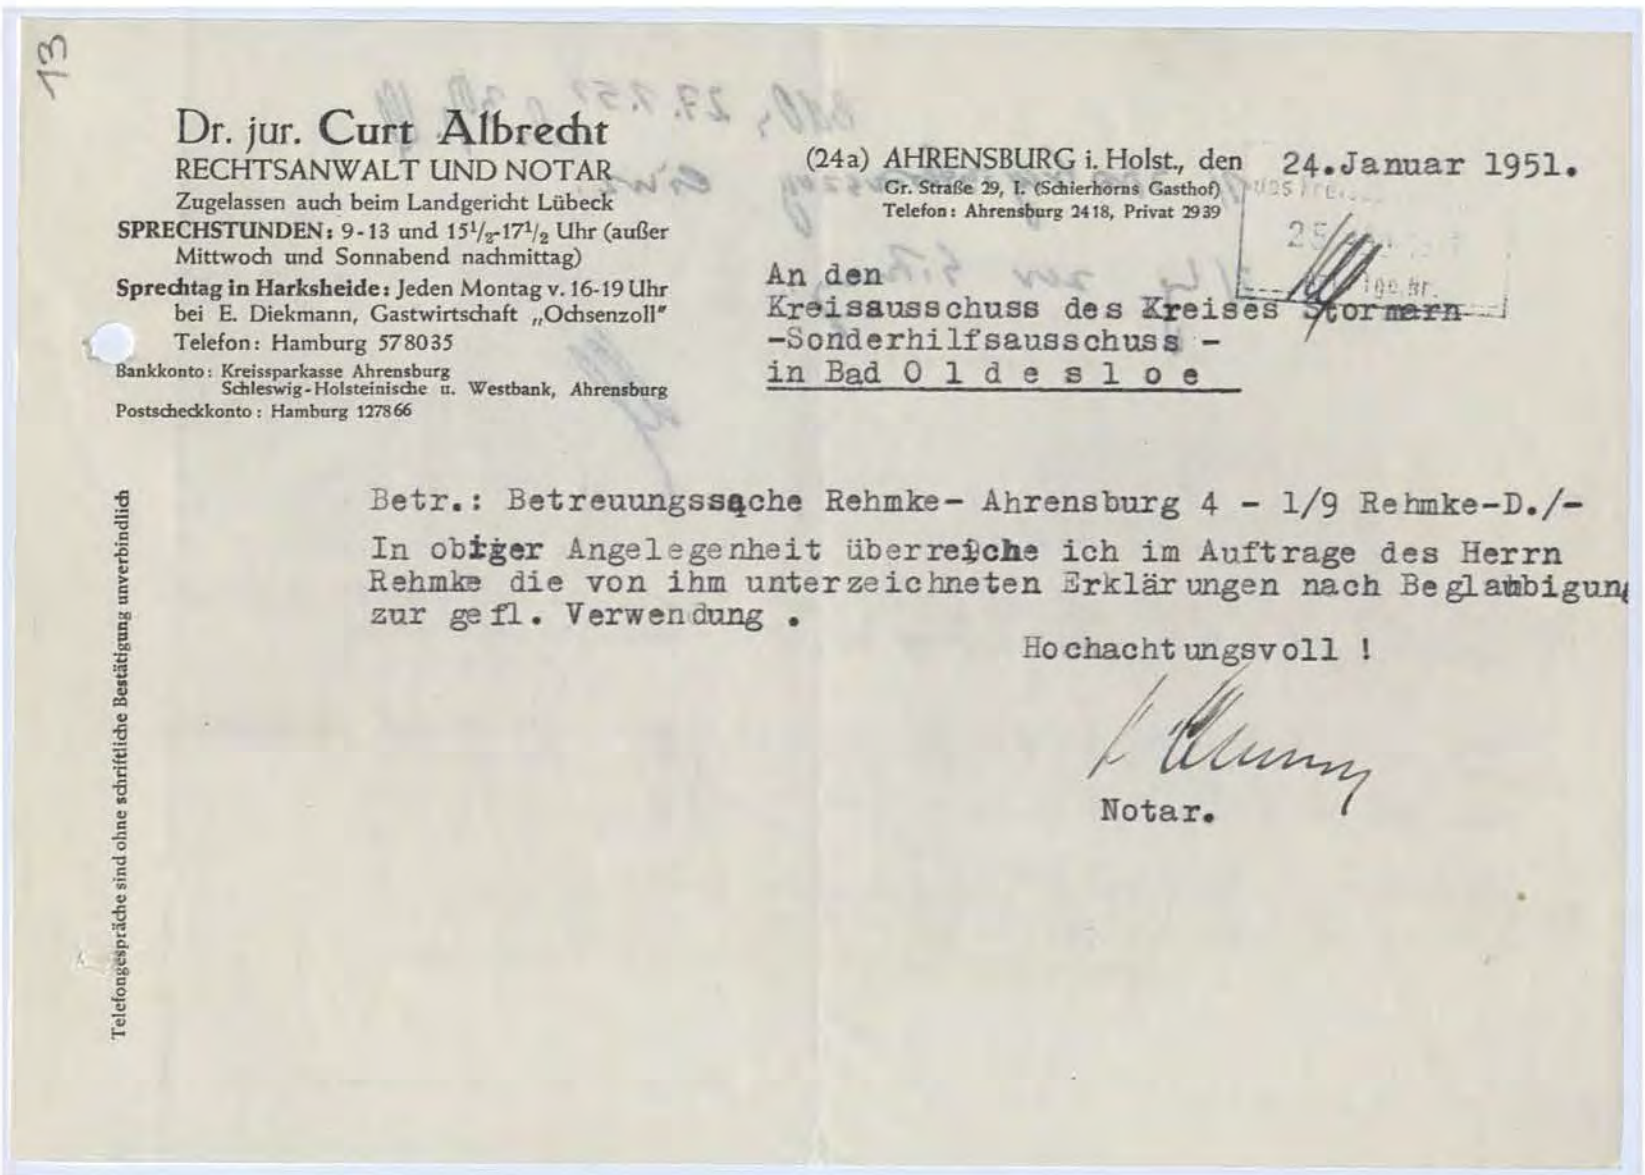 13
Dr. jur. Curt Albrecht
RECHTSANWALT UND NOTAR
Zugelassen auch beim Landgericht Lübeck
SPRECHSTUNDEN: 9-13 und 15 1/2-17 1/2 Uhr (außer
Mittwoch und Sonnabend nachmittag)
Sprechtag in Harksheide: Jeden Montag v. 16-19 Uhr
bei E. Diekmann, Gastwirtschaft „Ochsenzoll"
Telefon: Hamburg 578035
Bankkonto: Kreissparkasse Ahrensburg
Schleswig-Holsteinische u. Westbank, Ahrensburg
Postscheckkonto: Hamburg 127866
(24a) AHRENSBURG i. Holst., den 24.Januar 1951.
Gr. Straße 29, I. (Schierhorns Gasthof)
Telefon: Ahrensburg 2418, Privat 2939
An den
Kreisausschuss des Kreises Stormarn
-Sonderhilfsausschuss -
in Bad O l d e s l o e
Betr.: Betreuungssache Rehmke- Ahrensburg 4 - 1/9 Rehmke-D./-
In obiger Angelegenheit überreiche ich im Auftrage des Herrn
Rehmke die von ihm unterzeichneten Erklärungen nach Beglaubigung
zur gefl. Verwendung .
Hochachtungsvoll !
Notar.
Telefongespräche sind ohne schriftliche Bestätigung unverbindlich